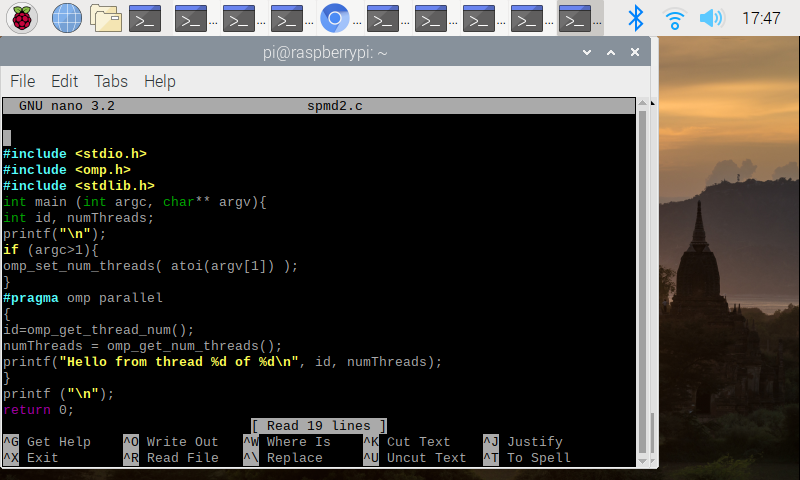 ... ... ... ... ... ... ... ... ... 17:47
pi@raspberrypi: ~
File Edit Tabs Help
GNU nano 3.2 spmd2.c
#include <stdio.h>
#include <omp.h>
#include <stdlib.h>
int main (int argc, char** argv){
int id, numThreads;
printf("\n");
if (argc>1){
omp_set_num_threads( atoi(argv[1]) );
}
#pragma omp parallel
{
id=omp_get_thread_num();
numThreads = omp_get_num_threads();
printf("Hello from thread %d of %d\n", id, numThreads);
}
printf ("\n");
return 0;
[ Read 19 lines ]
^G Get Help ^O Write Out ^W Where Is ^K Cut Text ^J Justify
^X Exit ^R Read File ^\ Replace ^U Uncut Text ^T To Spell